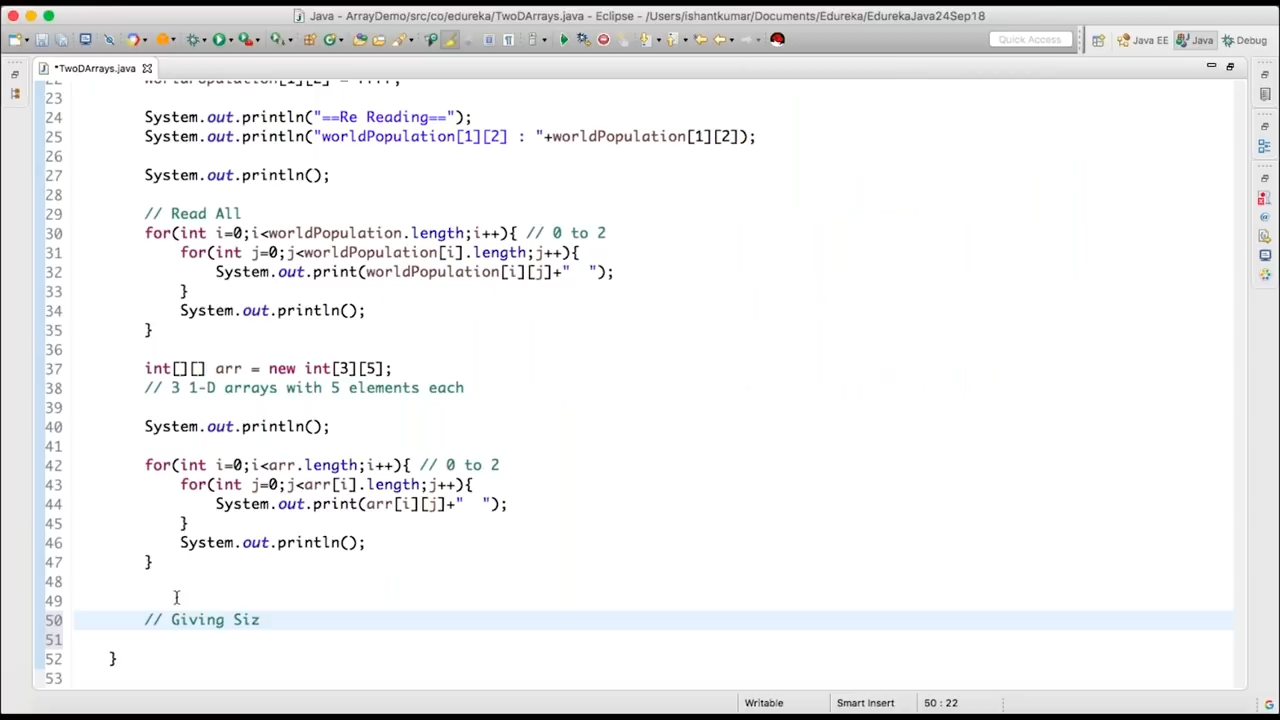 Java - ArrayDemo/src/co/edureka/TwoDArrays.java - Eclipse - /Users/ishantkumar/Documents/Edureka/EdurekaJava24Sep18
Quick Access Java EE Java Debug
*TwoDArrays.java
23
24 System.out.println("==Re Reading==");
25 System.out.println("worldPopulation[1][2] : "+worldPopulation[1][2]);
26
27 System.out.println();
28
29 // Read All
30 for(int i=0;i<worldPopulation.length;i++){ // 0 to 2
31 for(int j=0;j<worldPopulation[i].length;j++){
32 System.out.print(worldPopulation[i][j]+"  ");
33 }
34 System.out.println();
35 }
36
37 int[][] arr = new int[3][5];
38 // 3 1-D arrays with 5 elements each
39
40 System.out.println();
41
42 for(int i=0;i<arr.length;i++){ // 0 to 2
43 for(int j=0;j<arr[i].length;j++){
44 System.out.print(arr[i][j]+"  ");
45 }
46 System.out.println();
47 }
48
49
50 // Giving Siz
51
52 }
53
Writable Smart Insert 50 : 22